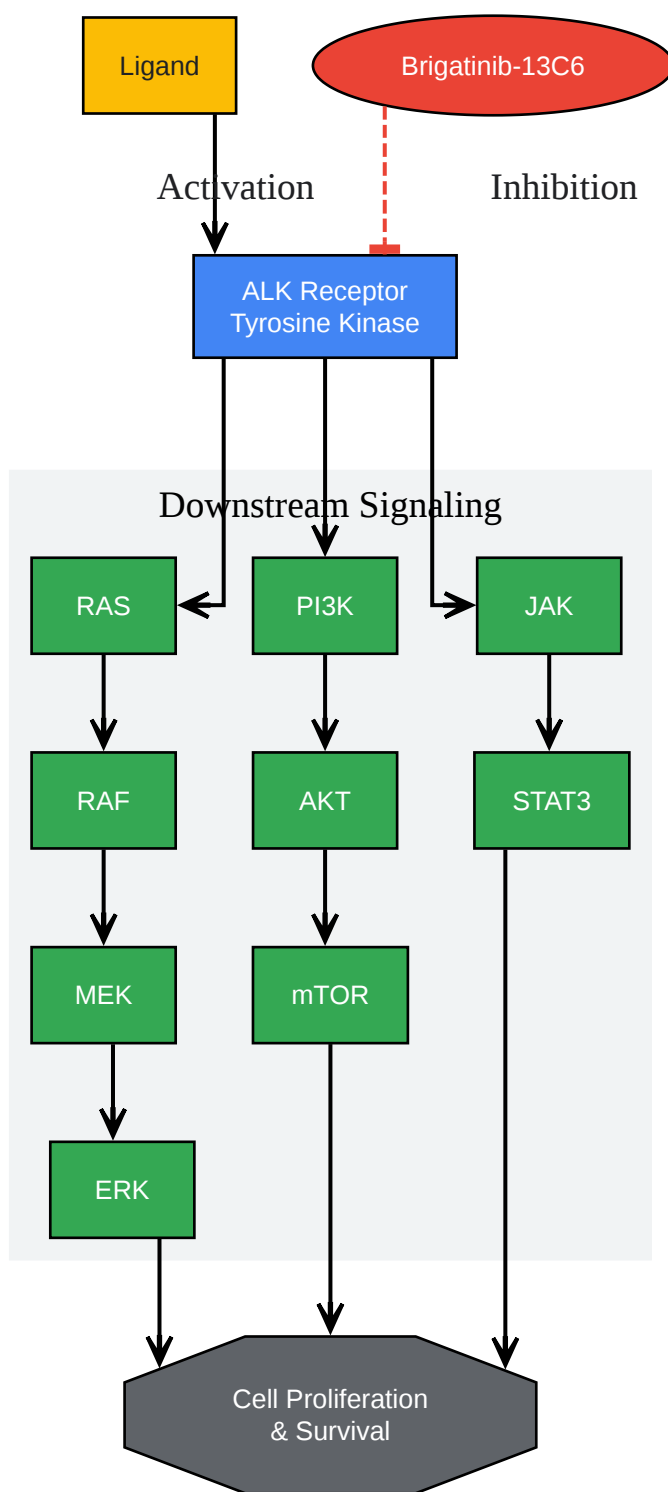 Ligand
Brigatinib-13C6
Activation
Inhibition
ALK Receptor
Tyrosine Kinase
Downstream Signaling
RAS
PI3K
JAK
RAF
AKT
STAT3
MEK
mTOR
ERK
Cell Proliferation
& Survival